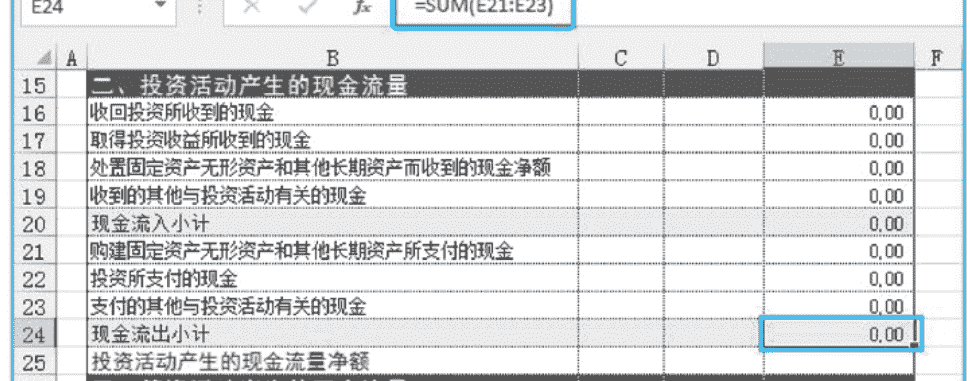 E24 fx =SUM(E21:E23)
A B C D E F
15 二、投资活动产生的现金流量
16 收回投资所收到的现金 0.00
17 取得投资收益所收到的现金 0.00
18 处置固定资产无形资产和其他长期资产而收到的现金净额 0.00
19 收到的其他与投资活动有关的现金 0.00
20 现金流入小计 0.00
21 购建固定资产无形资产和其他长期资产所支付的现金 0.00
22 投资所支付的现金 0.00
23 支付的其他与投资活动有关的现金 0.00
24 现金流出小计 0.00
25 投资活动产生的现金流量净额